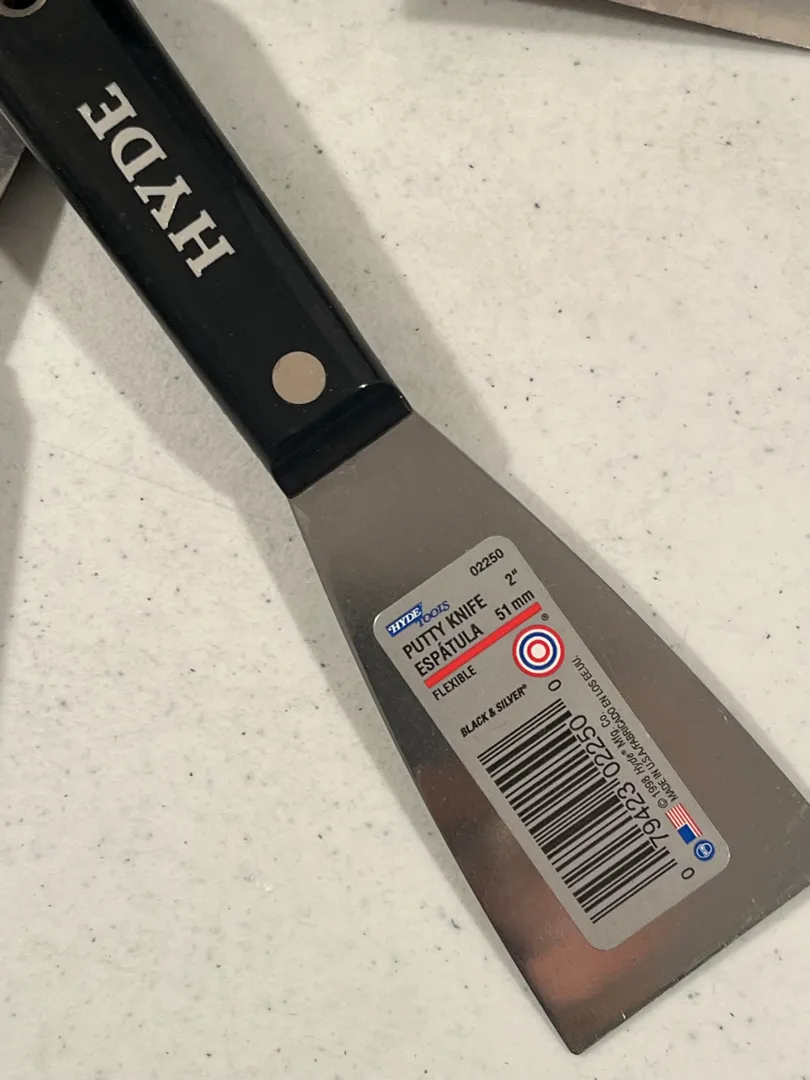 HYDE
02250
HYDE TOOLS
2"
PUTTY KNIFE
51 mm
ESPÁTULA
FLEXIBLE
®
BLACK & SILVER®
0 79423 02250 0
© 1998 Hyde® Mfg. Co.
MADE IN U.S.A/FABRICADO EN LOS EE.UU.